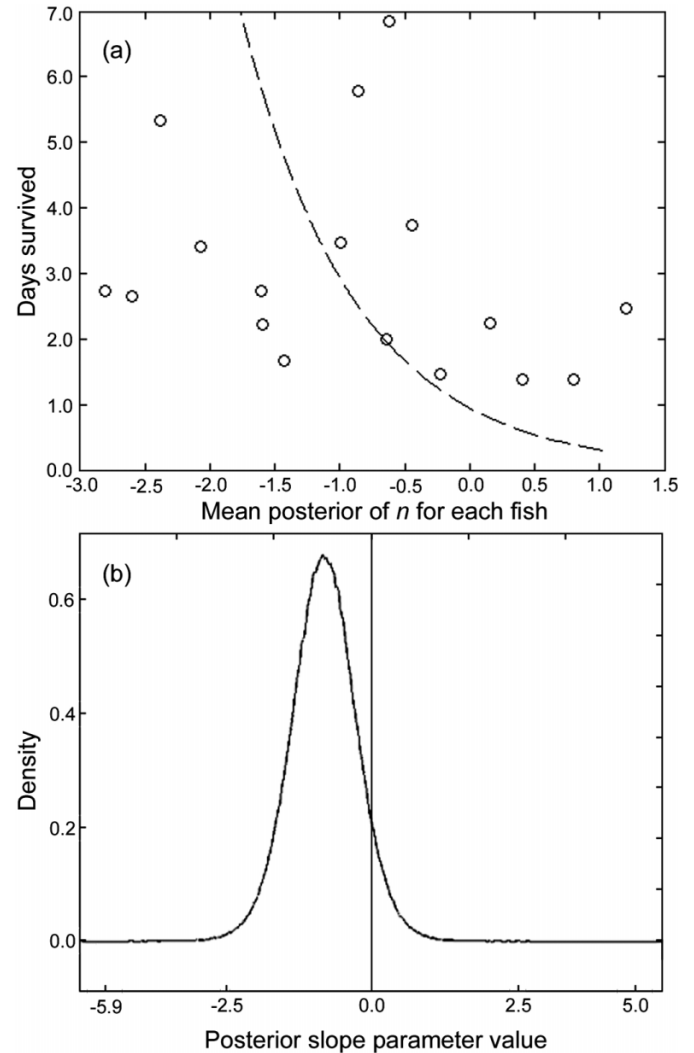 (a)
7.0
6.0
5.0
4.0
3.0
2.0
1.0
0.0
Days survived
-3.0 -2.5 -2.0 -1.5 -1.0 -0.5 0.0 0.5 1.0 1.5
Mean posterior of n for each fish
(b)
0.6
0.4
0.2
0.0
Density
-5.9 -2.5 0.0 2.5 5.0
Posterior slope parameter value